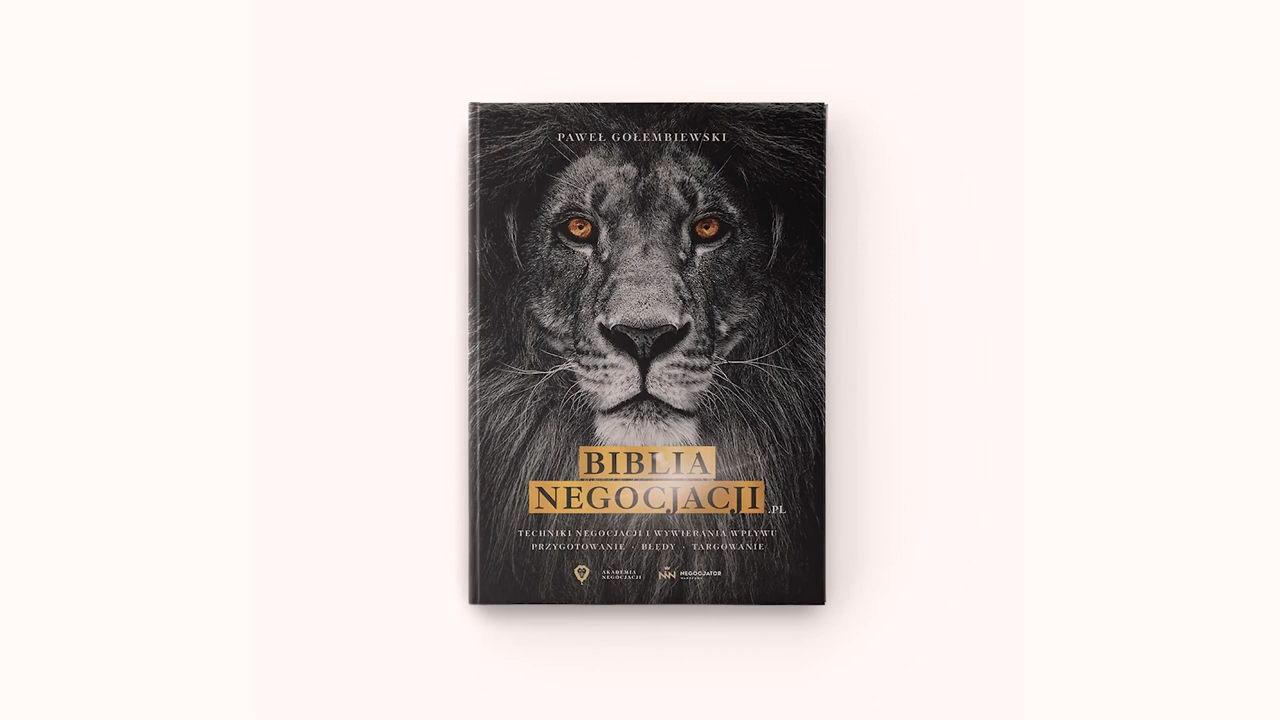 PAWEŁ GOŁEMBIEWSKI
BIBLIA
NEGOCJACJI
.PL
TECHNIKI NEGOCJACJI I WYWIERANIA WPŁYWU
PRZYGOTOWANIE · BŁĘDY · TARGOWANIE
AKADEMIA
NEGOCJACJI
NEGOCJATOR